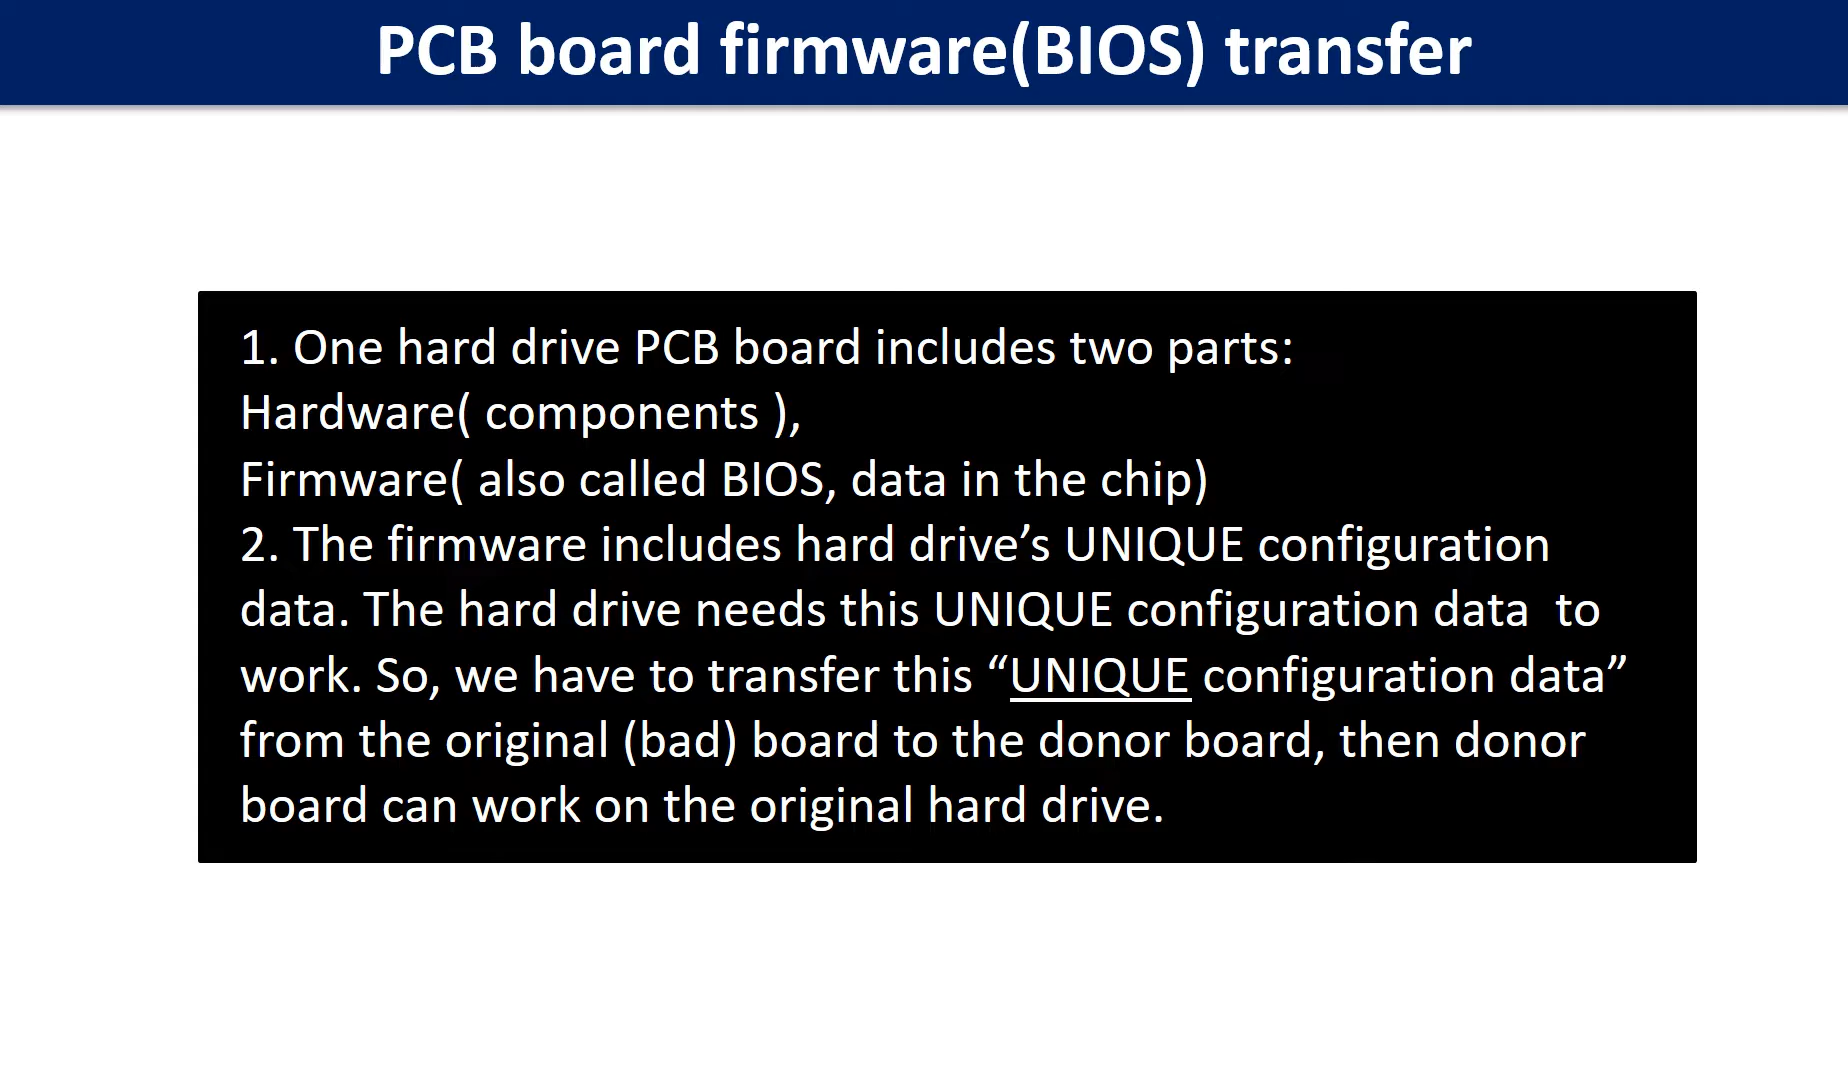 PCB board firmware(BIOS) transfer
1. One hard drive PCB board includes two parts:
Hardware( components ),
Firmware( also called BIOS, data in the chip)
2. The firmware includes hard drive’s UNIQUE configuration
data. The hard drive needs this UNIQUE configuration data  to
work. So, we have to transfer this “UNIQUE configuration data”
from the original (bad) board to the donor board, then donor
board can work on the original hard drive.